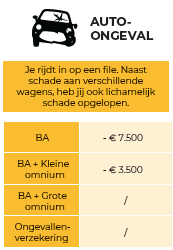 AUTO-
ONGEVAL
Je rijdt in op een file. Naast
schade aan verschillende
wagens, heb jij ook lichamelijk
schade opgelopen.
BA
- € 7.500
BA + Kleine
omnium
- € 3.500
BA + Grote
omnium
/
Ongevallen-
verzekering
/